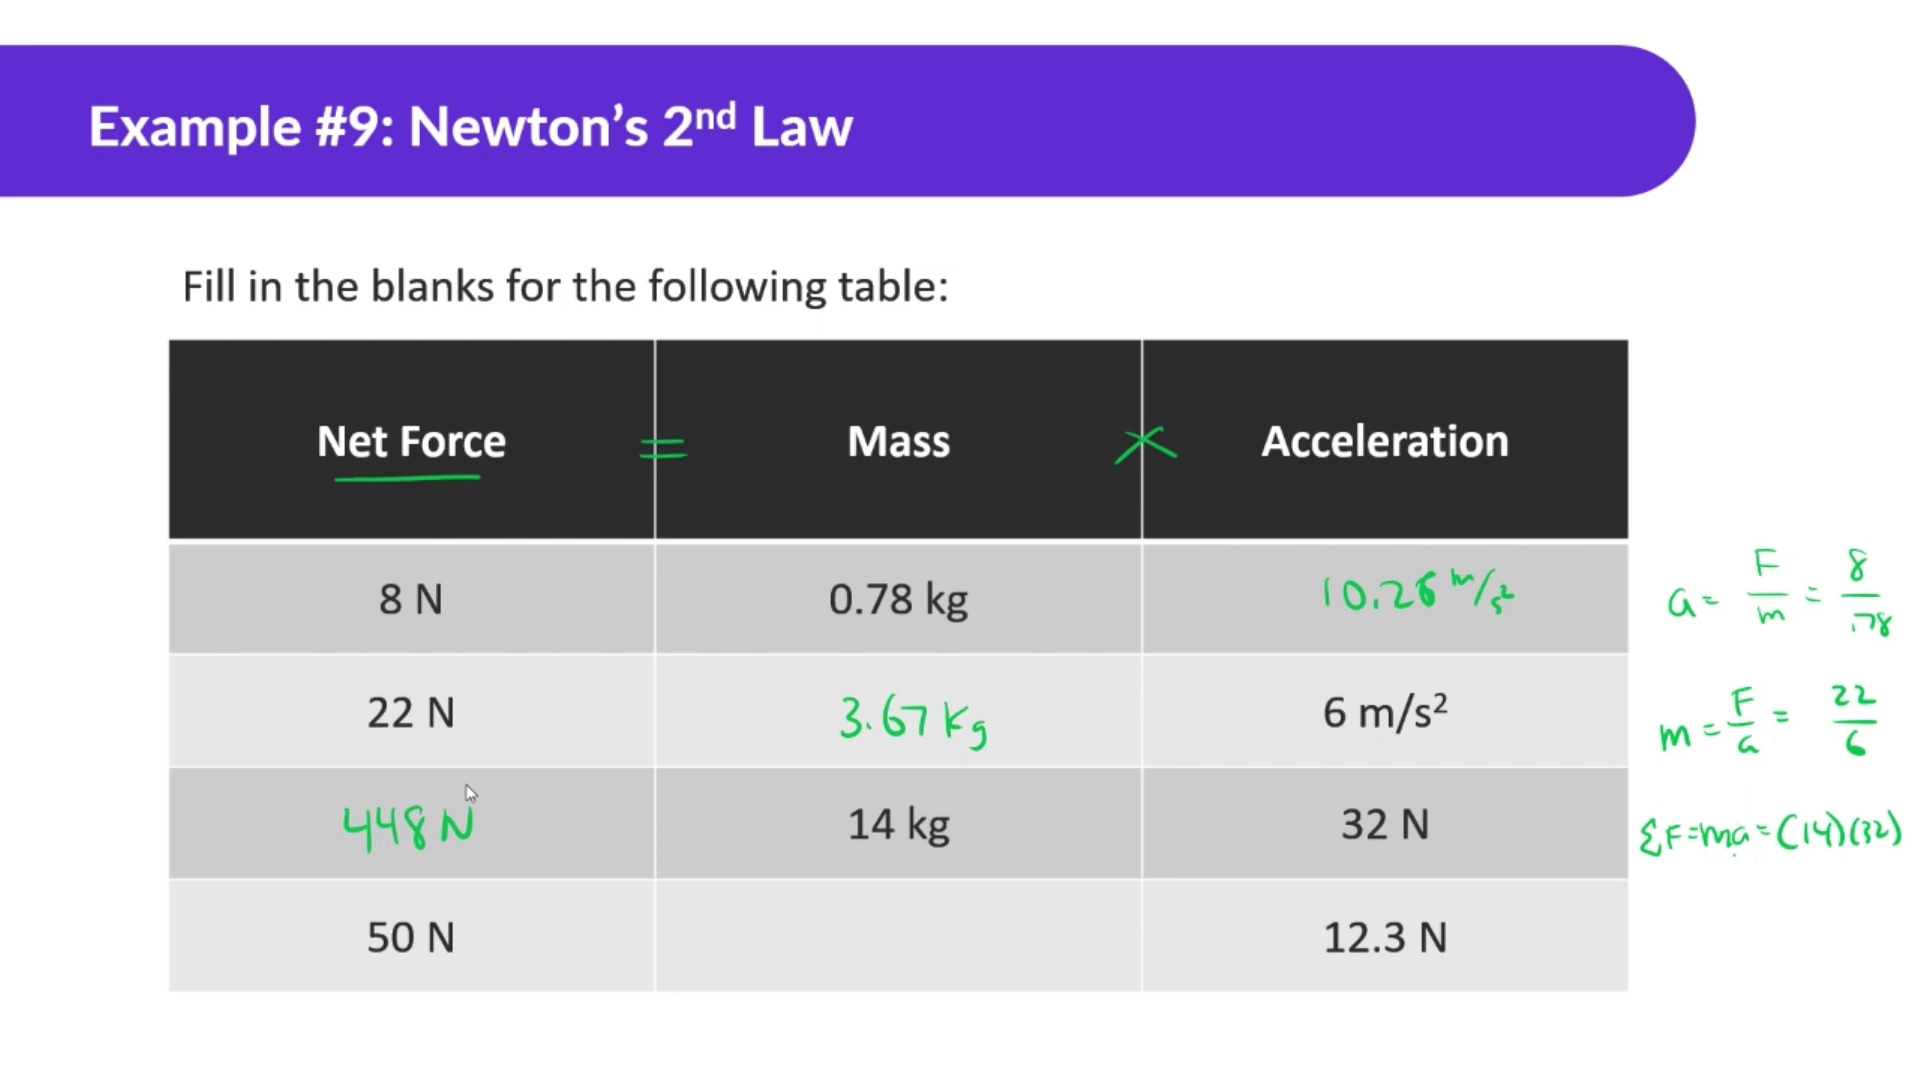 Example #9: Newton's 2nd Law
Fill in the blanks for the following table:
Net Force = Mass × Acceleration
8 N 0.78 kg 10.26 m/s² a = F/m = 8/.78
22 N 3.67 kg 6 m/s² m = F/a = 22/6
448 N 14 kg 32 N ΣF=ma=(14)(32)
50 N 12.3 N